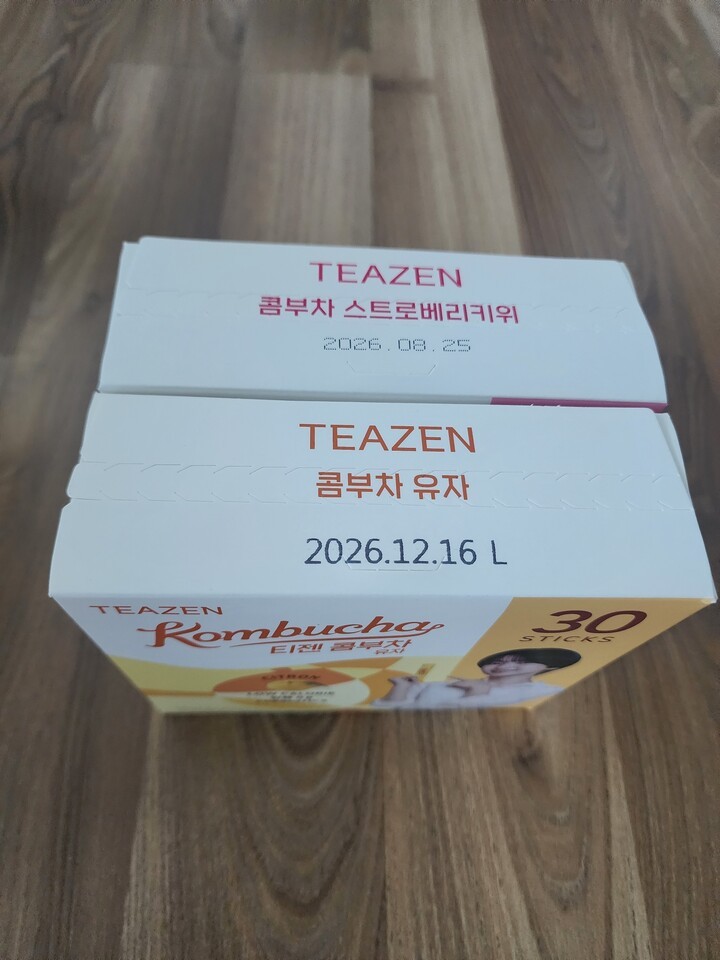 TEAZEN
콤부차 스트로베리키위
2026.08.25
TEAZEN
콤부차 유자
2026.12.16 L
TEAZEN
Kombucha
티젠 콤부차
유자
30
STICKS
CITRON